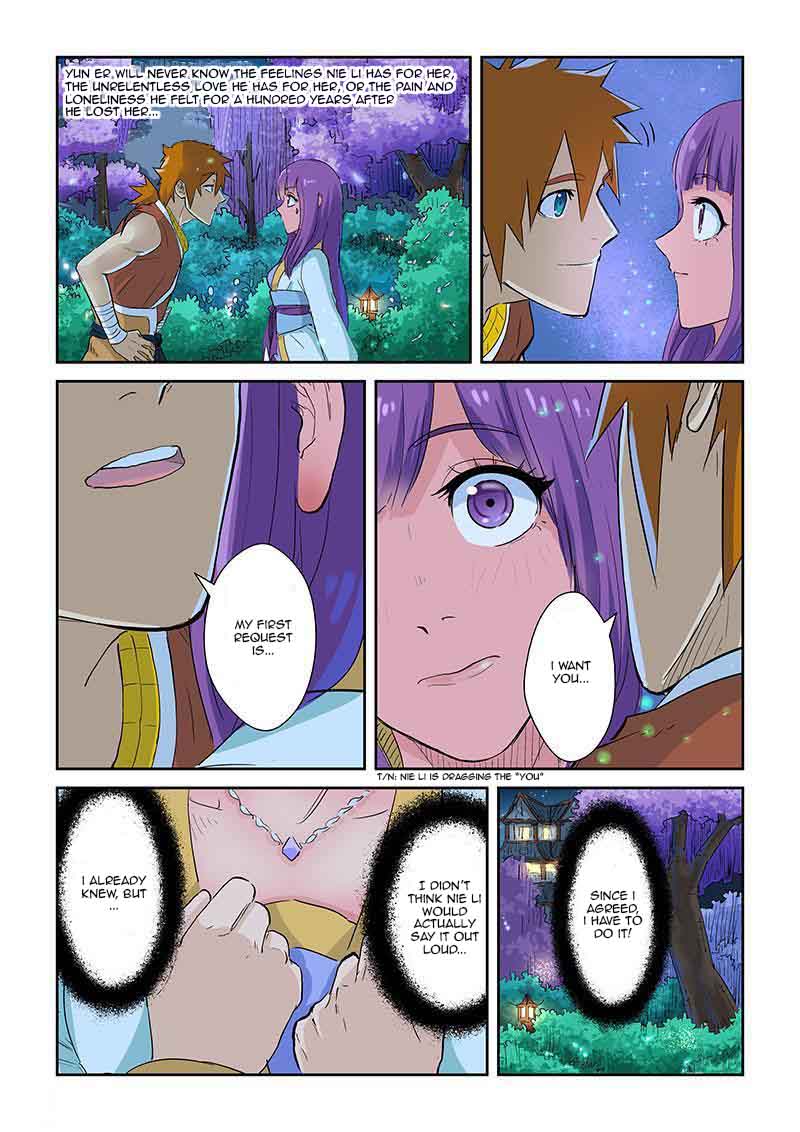 YUN ER WILL NEVER KNOW THE FEELINGS NIE LI HAS FOR HER,
THE UNRELENTLESS LOVE HE HAS FOR HER, OR THE PAIN AND
LONELINESS HE FELT FOR A HUNDRED YEARS AFTER
HE LOST HER...
MY FIRST
REQUEST
IS...
I WANT
YOU...
T/N: NIE LI IS DRAGGING THE "YOU"
I ALREADY
KNEW, BUT
...
I DIDN'T
THINK NIE LI
WOULD
ACTUALLY
SAY IT OUT
LOUD...
SINCE I
AGREED,
I HAVE TO
DO IT!